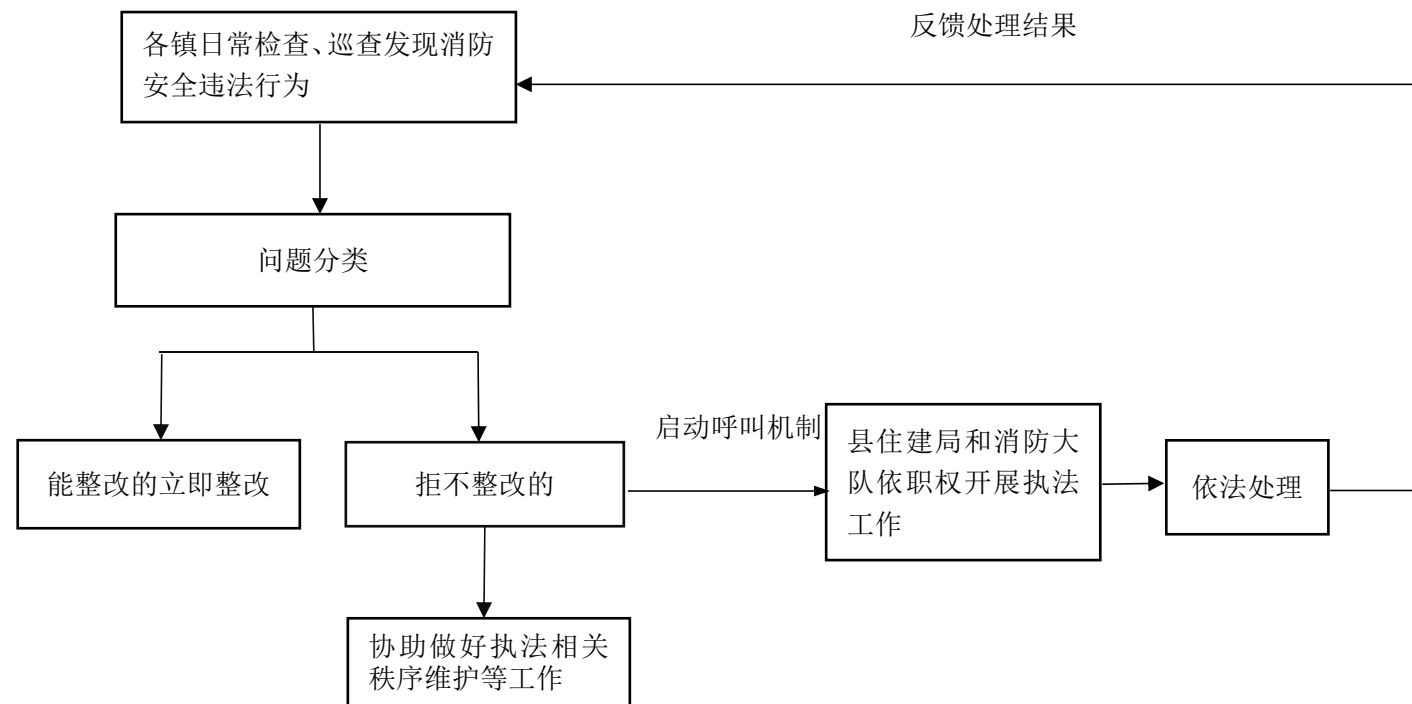 反馈处理结果
各镇日常检查、巡查发现消防
安全违法行为
问题分类
启动呼叫机制
能整改的立即整改
拒不整改的
县住建局和消防大
队依职权开展执法
工作
依法处理
协助做好执法相关
秩序维护等工作